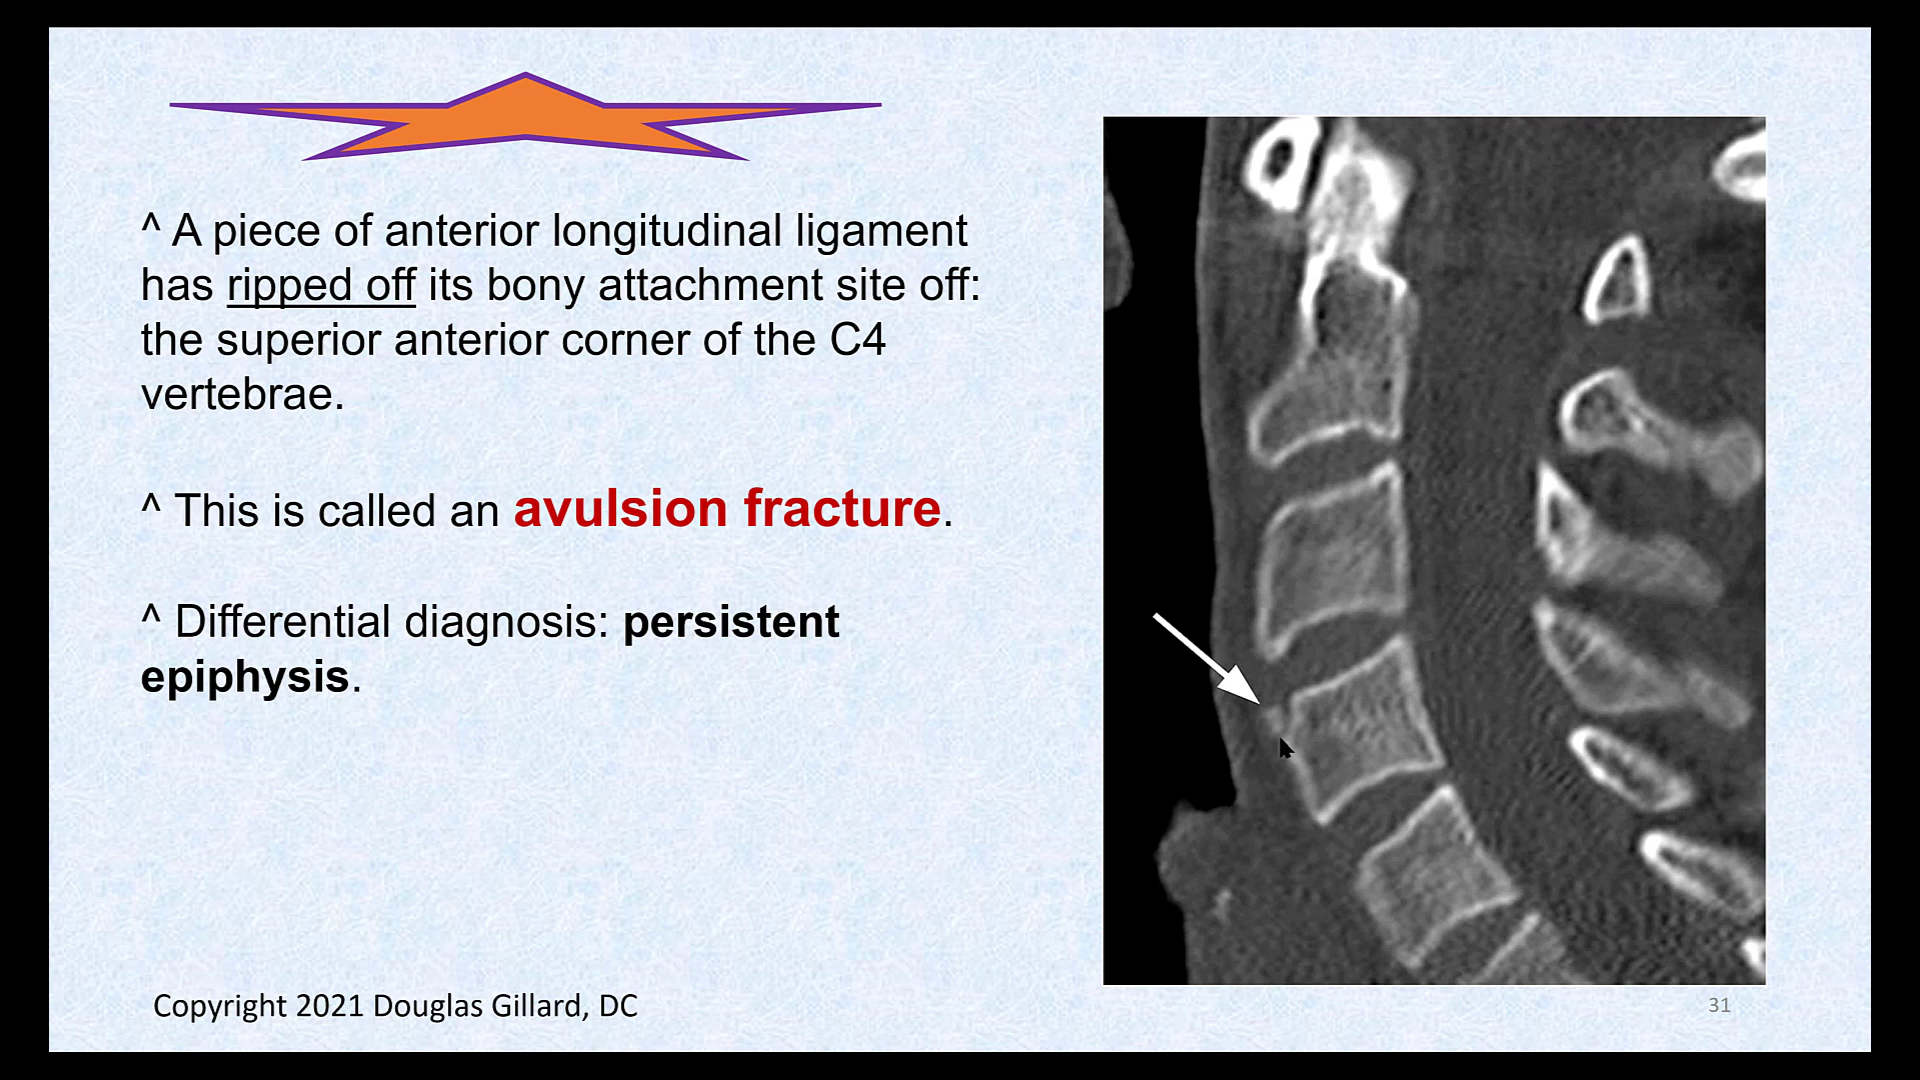 ^ A piece of anterior longitudinal ligament
has ripped off its bony attachment site off:
the superior anterior corner of the C4
vertebrae.
^ This is called an avulsion fracture.
^ Differential diagnosis: persistent
epiphysis.
Copyright 2021 Douglas Gillard, DC
31